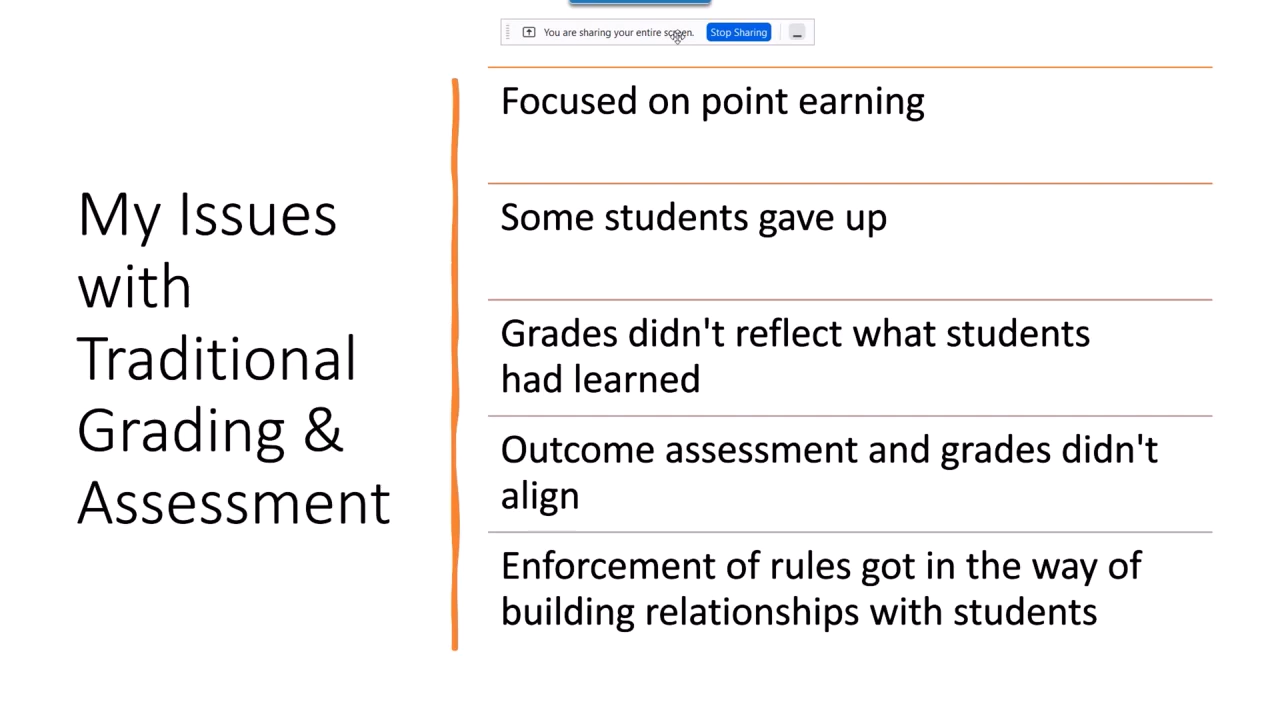 You are sharing your entire screen. Stop Sharing
My Issues
with
Traditional
Grading &
Assessment
Focused on point earning
Some students gave up
Grades didn't reflect what students
had learned
Outcome assessment and grades didn't
align
Enforcement of rules got in the way of
building relationships with students